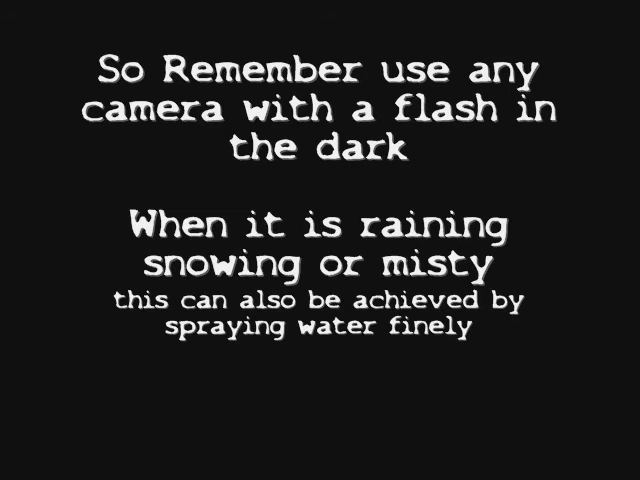 So Remember use any
camera with a flash in
the dark
When it is raining
snowing or misty
this can also be achieved by
spraying water finely